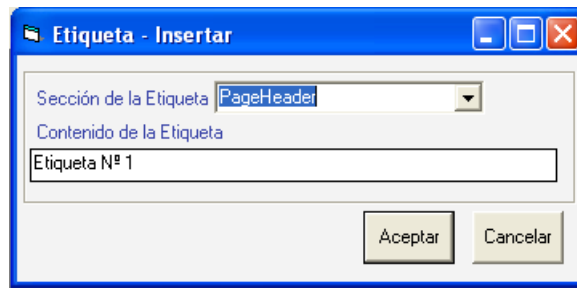 Etiqueta - Insertar
Sección de la Etiqueta PageHeader
Contenido de la Etiqueta
Etiqueta Nº 1
Aceptar Cancelar